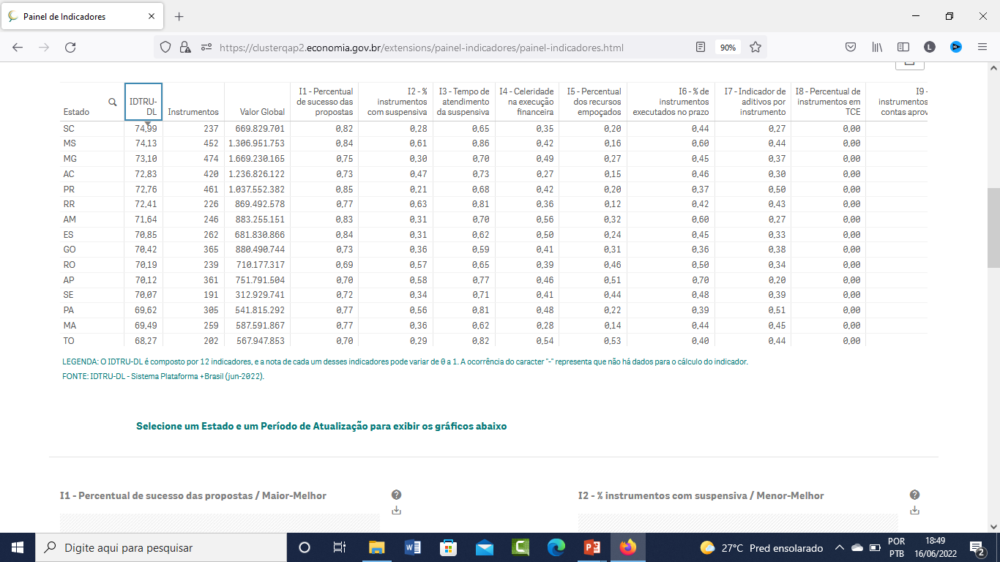 Painel de Indicadores
https://clusterqap2.economia.gov.br/extensions/painel-indicadores/painel-indicadores.html
90%
L
Estado IDTRU-DL Instrumentos Valor Global I1 - Percentual de sucesso das propostas I2 - % instrumentos com suspensiva I3 - Tempo de atendimento da suspensiva I4 - Celeridade na execução financeira I5 - Percentual dos recursos empoçados I6 - % de instrumentos executados no prazo I7 - Indicador de aditivos por instrumento I8 - Percentual de instrumentos em TCE I9 - instrumentos contas aprov
SC 74,99 237 669.829.701 0,82 0,28 0,65 0,35 0,20 0,44 0,27 0,00
MS 74,13 452 1.306.951.753 0,84 0,61 0,86 0,42 0,16 0,60 0,44 0,00
MG 73,10 474 1.669.230.165 0,75 0,30 0,70 0,49 0,27 0,45 0,37 0,00
AC 72,83 420 1.236.826.122 0,73 0,47 0,73 0,27 0,15 0,46 0,30 0,00
PR 72,76 461 1.037.552.382 0,85 0,21 0,68 0,42 0,20 0,37 0,50 0,00
RR 72,41 226 869.492.578 0,77 0,63 0,81 0,36 0,12 0,42 0,43 0,00
AM 71,64 246 883.255.151 0,83 0,31 0,70 0,56 0,32 0,60 0,27 0,00
ES 70,85 262 681.830.866 0,84 0,31 0,62 0,50 0,24 0,45 0,33 0,00
GO 70,42 365 880.490.744 0,73 0,36 0,59 0,41 0,31 0,36 0,38 0,00
RO 70,19 239 710.177.317 0,69 0,57 0,65 0,39 0,46 0,50 0,34 0,00
AP 70,12 361 751.791.504 0,70 0,58 0,77 0,46 0,51 0,70 0,20 0,00
SE 70,07 191 312.929.741 0,72 0,34 0,71 0,41 0,44 0,48 0,39 0,00
PA 69,62 305 541.815.292 0,77 0,56 0,81 0,48 0,22 0,39 0,51 0,00
MA 69,49 259 587.591.867 0,77 0,36 0,62 0,28 0,14 0,44 0,45 0,00
TO 68,27 202 567.947.853 0,70 0,29 0,82 0,54 0,53 0,40 0,44 0,00
LEGENDA: O IDTRU-DL é composto por 12 indicadores, e a nota de cada um desses indicadores pode variar de 0 a 1. A ocorrência do caracter "-" representa que não há dados para o cálculo do indicador.
FONTE: IDTRU-DL - Sistema Plataforma +Brasil (jun-2022).
Selecione um Estado e um Período de Atualização para exibir os gráficos abaixo
I1 - Percentual de sucesso das propostas / Maior-Melhor
I2 - % instrumentos com suspensiva / Menor-Melhor
Digite aqui para pesquisar
27°C Pred ensolarado
POR
PTB
18:49
16/06/2022
2